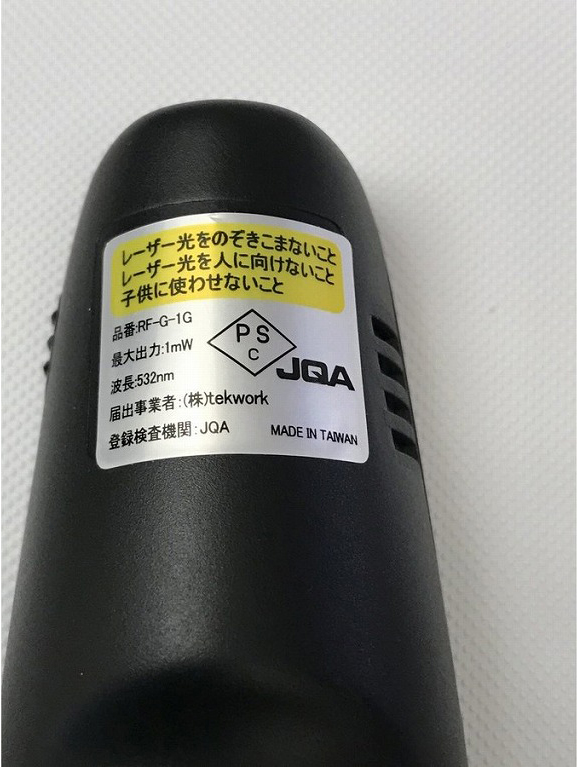 レーザー光をのぞきこまないこと
レーザー光を人に向けないこと
子供に使わせないこと
品番:RF-G-1G
最大出力:1mW
波長:532nm
届出事業者:(株)tekwork
登録検査機関:JQA
PS
C
JQA
MADE IN TAIWAN